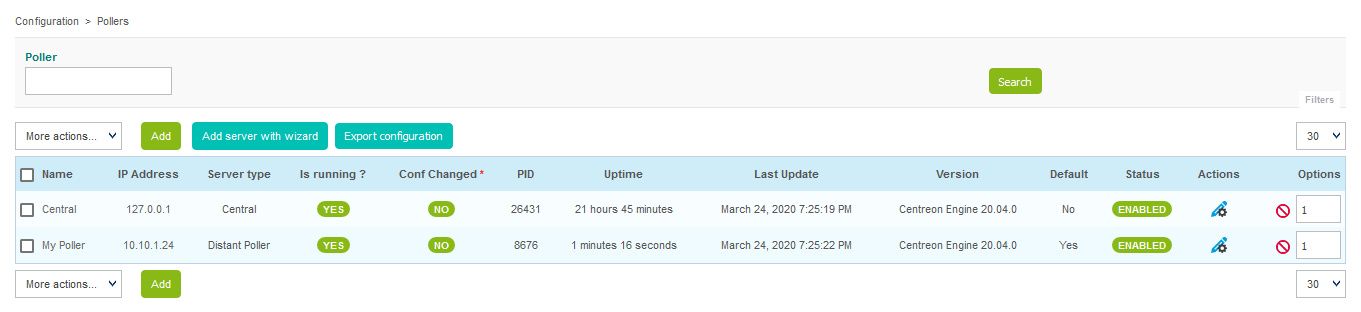 Configuration > Pollers
Poller
Search
Filters
More actions... Add Add server with wizard Export configuration 30
Name IP Address Server type Is running ? Conf Changed * PID Uptime Last Update Version Default Status Actions Options
Central 127.0.0.1 Central YES NO 26431 21 hours 45 minutes March 24, 2020 7:25:19 PM Centreon Engine 20.04.0 No ENABLED 1
My Poller 10.10.1.24 Distant Poller YES NO 8676 1 minutes 16 seconds March 24, 2020 7:25:22 PM Centreon Engine 20.04.0 Yes ENABLED 1
More actions... Add 30